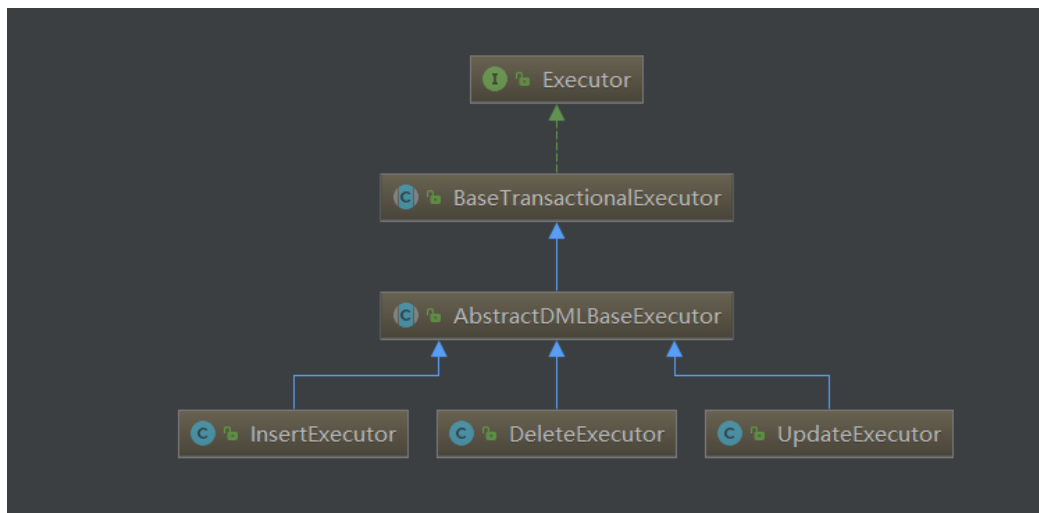 I Executor
C BaseTransactionalExecutor
C AbstractDMLBaseExecutor
C InsertExecutor
C DeleteExecutor
C UpdateExecutor